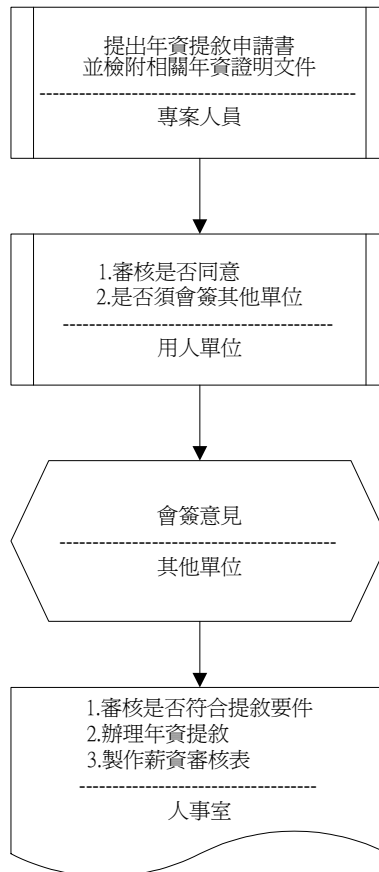 提出年資提敘申請書
並檢附相關年資證明文件
專案人員
1.審核是否同意
2.是否須會簽其他單位
用人單位
會簽意見
其他單位
1.審核是否符合提敘要件
2.辦理年資提敘
3.製作薪資審核表
人事室